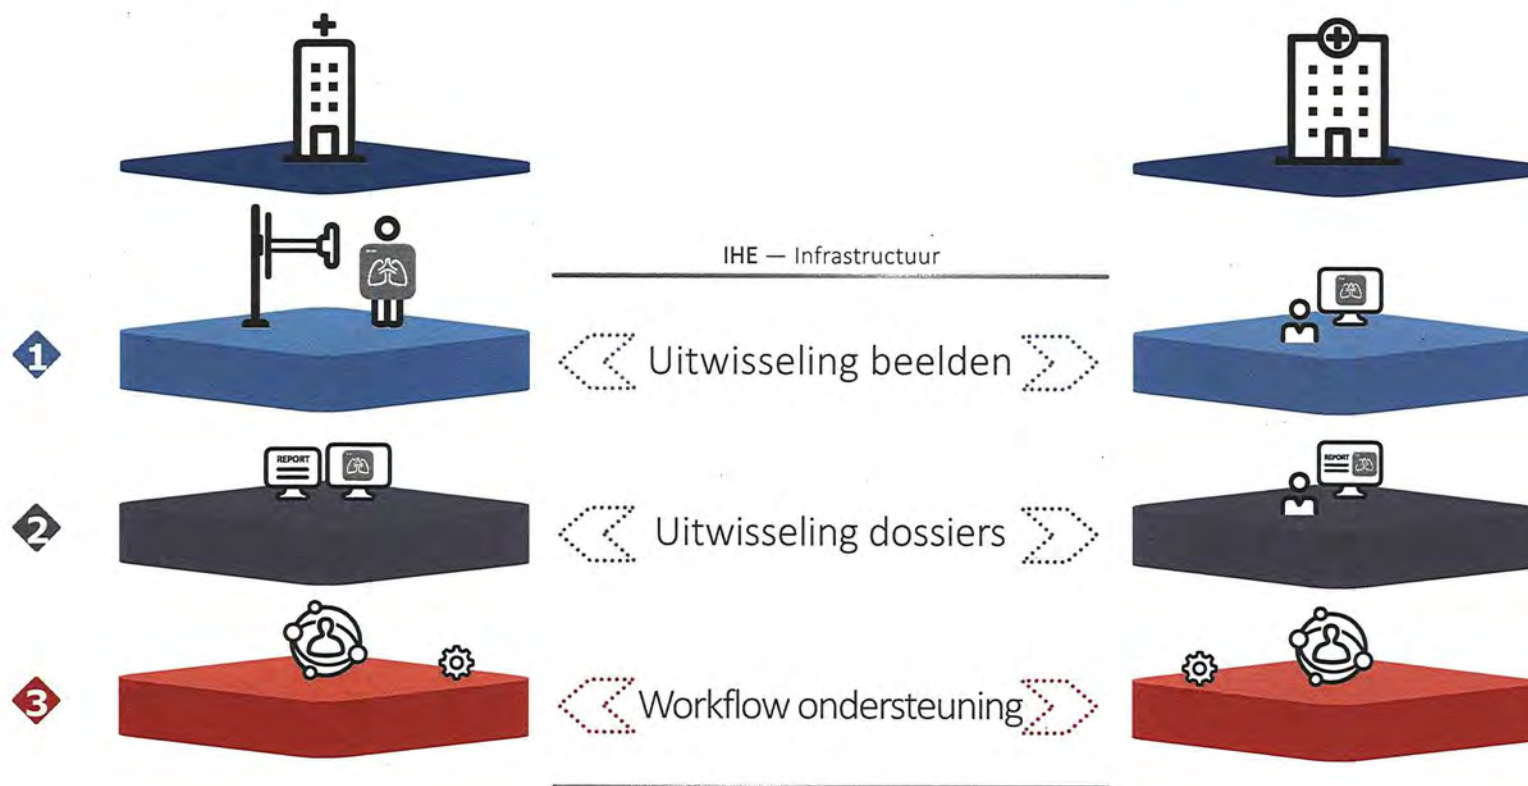 IHE — Infrastructuur
1
Uitwisseling beelden
REPORT
REPORT
2
Uitwisseling dossiers
3
Workflow ondersteuning